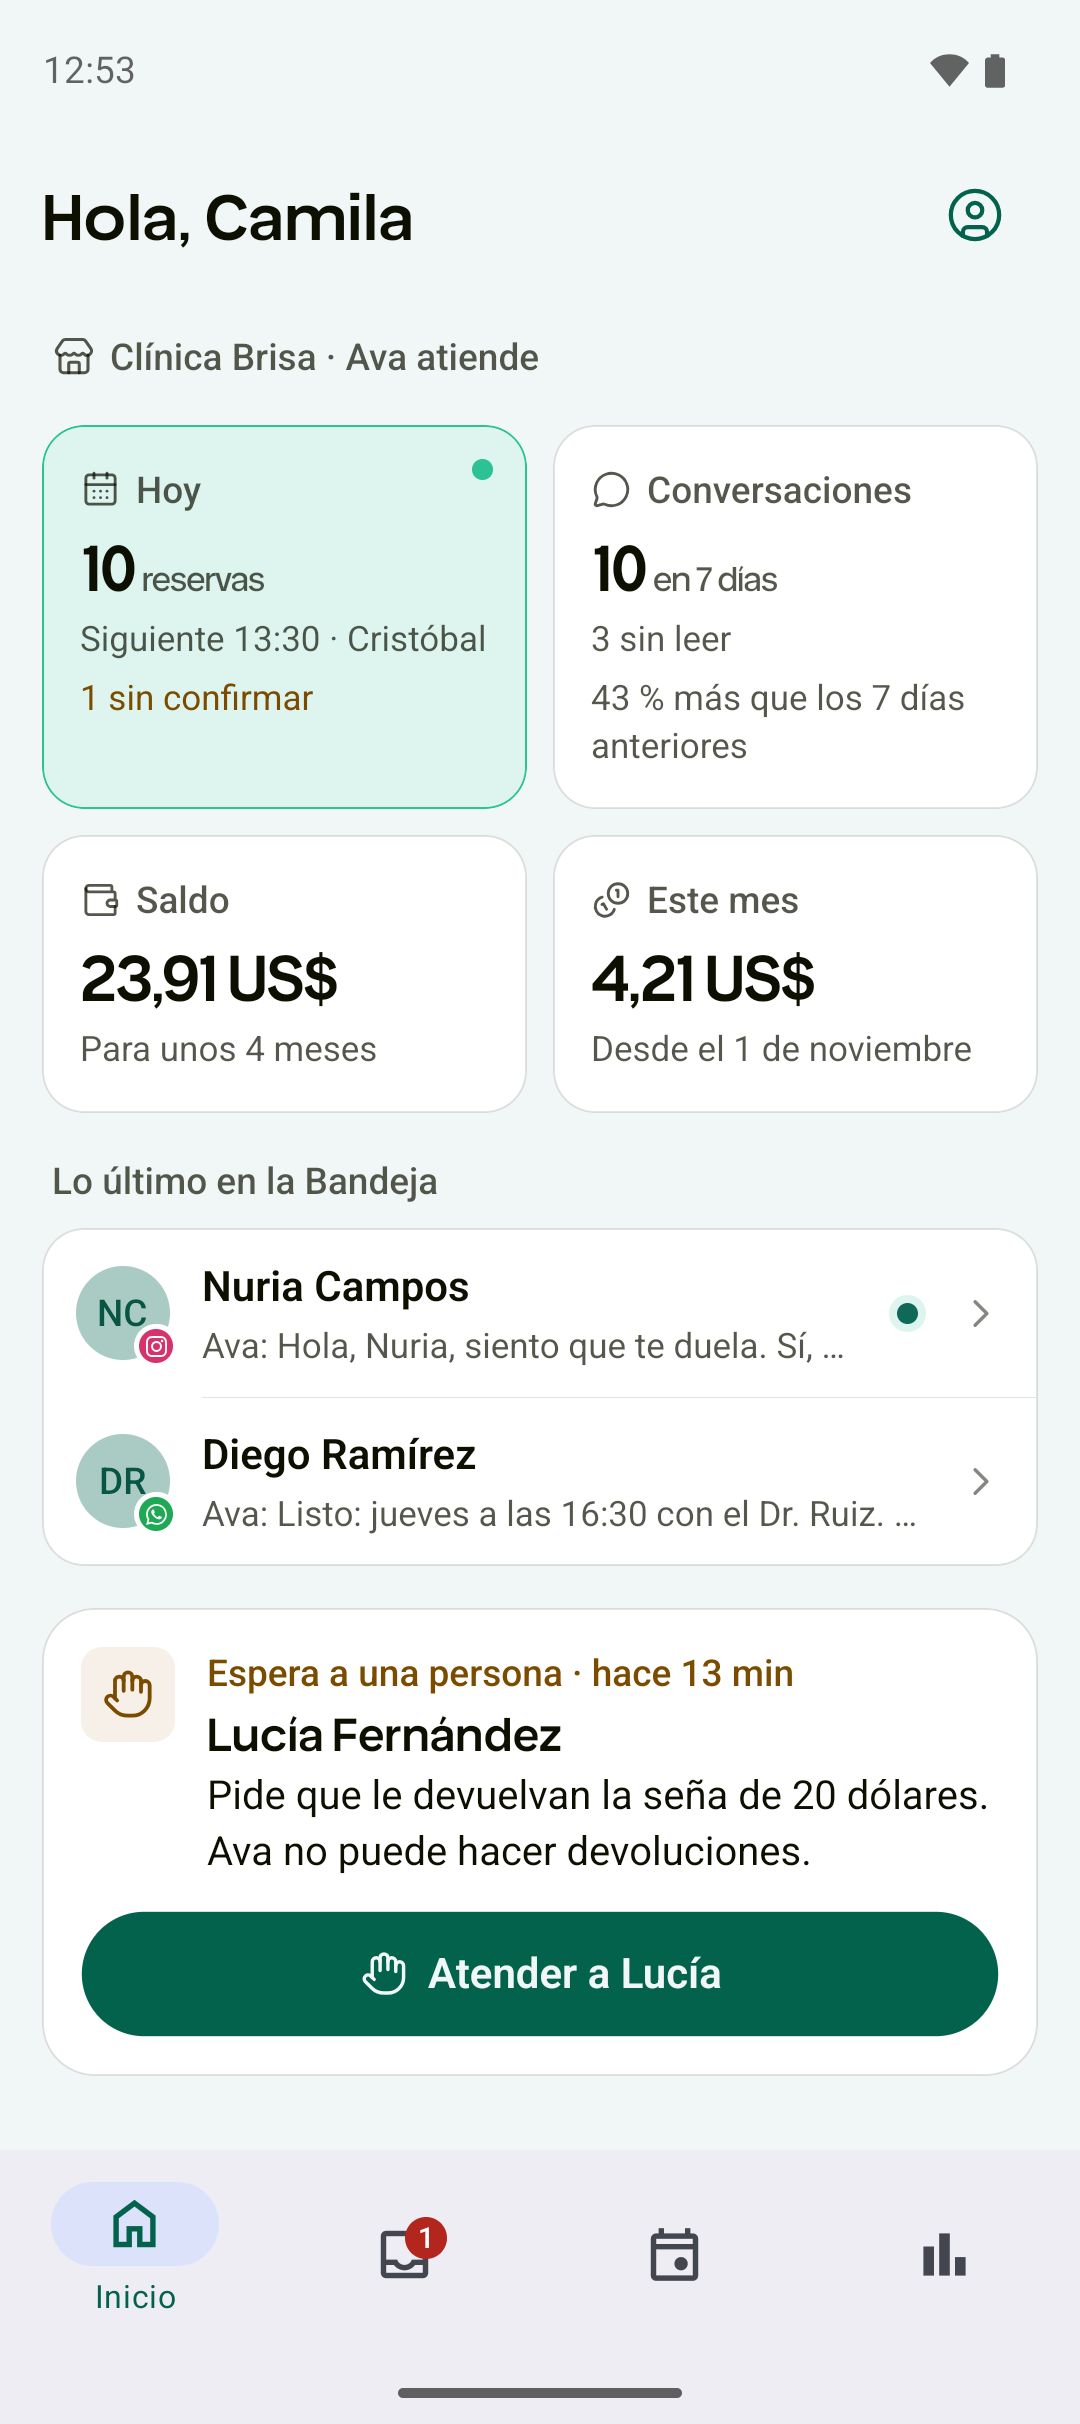 12:53
Hola, Camila
Clínica Brisa · Ava atiende
Hoy
10 reservas
Siguiente 13:30 · Cristóbal
1 sin confirmar
Conversaciones
10 en 7 días
3 sin leer
43 % más que los 7 días
anteriores
Saldo
23,91 US$
Para unos 4 meses
Este mes
4,21 US$
Desde el 1 de noviembre
Lo último en la Bandeja
NC
Nuria Campos
Ava: Hola, Nuria, siento que te duela. Sí, …
DR
Diego Ramírez
Ava: Listo: jueves a las 16:30 con el Dr. Ruiz. …
Espera a una persona · hace 13 min
Lucía Fernández
Pide que le devuelvan la seña de 20 dólares.
Ava no puede hacer devoluciones.
Atender a Lucía
1
Inicio